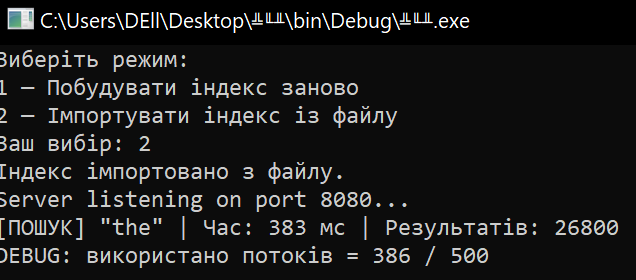 C:\Users\DEll\Desktop\╩╙╙\bin\Debug\╩╙╙.exe
Виберіть режим:
1 — Побудувати індекс заново
2 — Імпортувати індекс із файлу
Ваш вибір: 2
Індекс імпортовано з файлу.
Server listening on port 8080...
[ПОШУК] "the" | Час: 383 мс | Результатів: 26800
DEBUG: використано потоків = 386 / 500